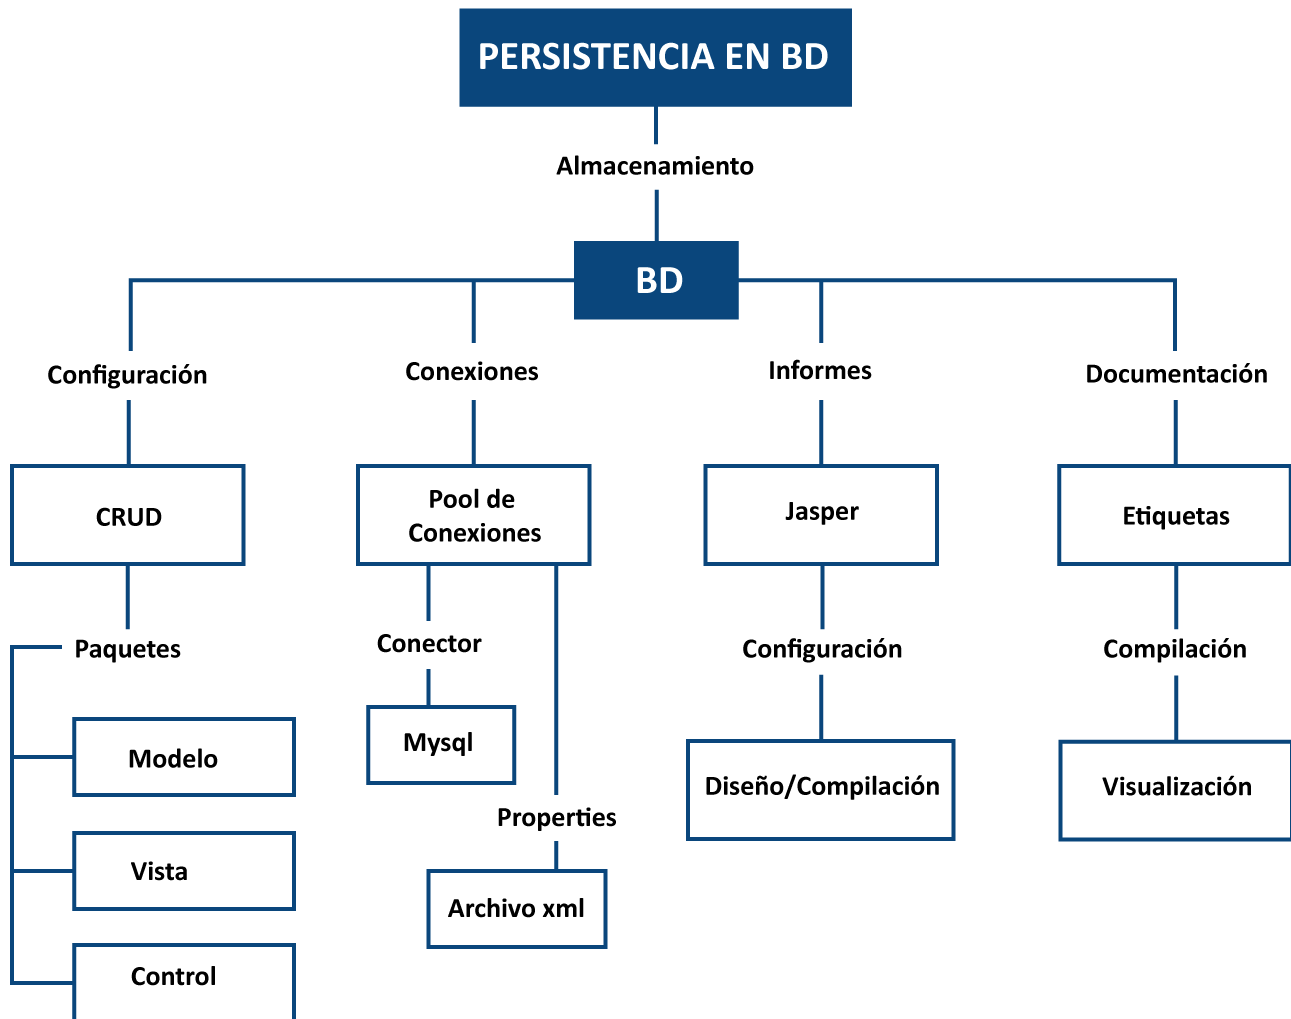 PERSISTENCIA EN BD
Almacenamiento
BD
Configuración
Conexiones
Informes
Documentación
CRUD
Pool de
Conexiones
Jasper
Etiquetas
Paquetes
Conector
Configuración
Compilación
Modelo
Mysql
Diseño/Compilación
Visualización
Properties
Vista
Archivo xml
Control